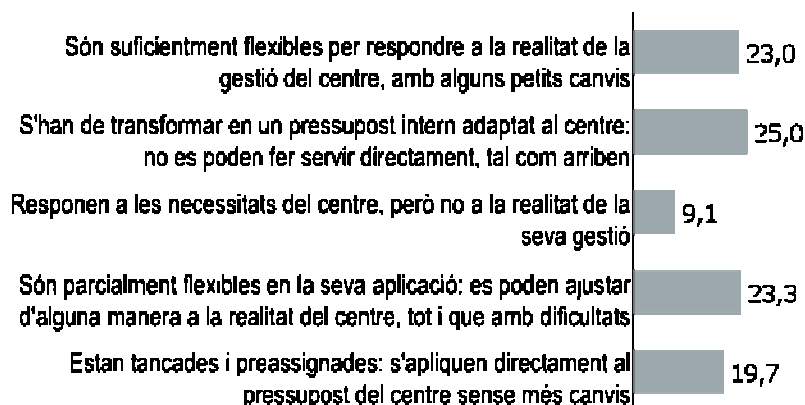 Són suficientment flexibles per respondre a la realitat de la
gestió del centre, amb alguns petits canvis
23,0
S'han de transformar en un pressupost intern adaptat al centre:
no es poden fer servir directament, tal com arriben
25,0
Responen a les necessitats del centre, però no a la realitat de la
seva gestió
9,1
Són parcialment flexibles en la seva aplicació: es poden ajustar
d'alguna manera a la realitat del centre, tot i que amb dificultats
23,3
Estan tancades i preassignades: s'apliquen directament al
pressupost del centre sense més canvis
19,7